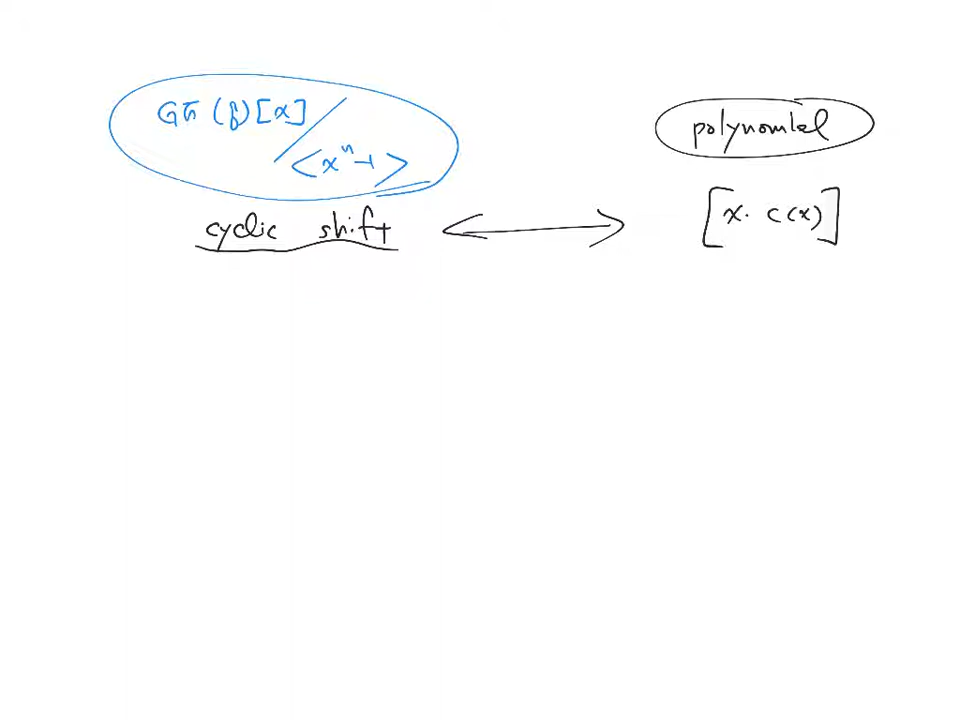 GF(q)[x] / <x^n-1>
polynomial
cyclic shift ⟷ [x· c(x)]